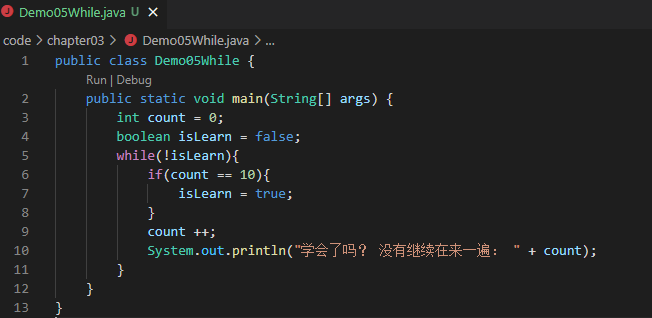 J Demo05While.java U ×
code > chapter03 > J Demo05While.java > ...
1 public class Demo05While {
Run | Debug
2 public static void main(String[] args) {
3 int count = 0;
4 boolean isLearn = false;
5 while(!isLearn){
6 if(count == 10){
7 isLearn = true;
8 }
9 count ++;
10 System.out.println("学会了吗? 没有继续在来一遍: " + count);
11 }
12 }
13 }